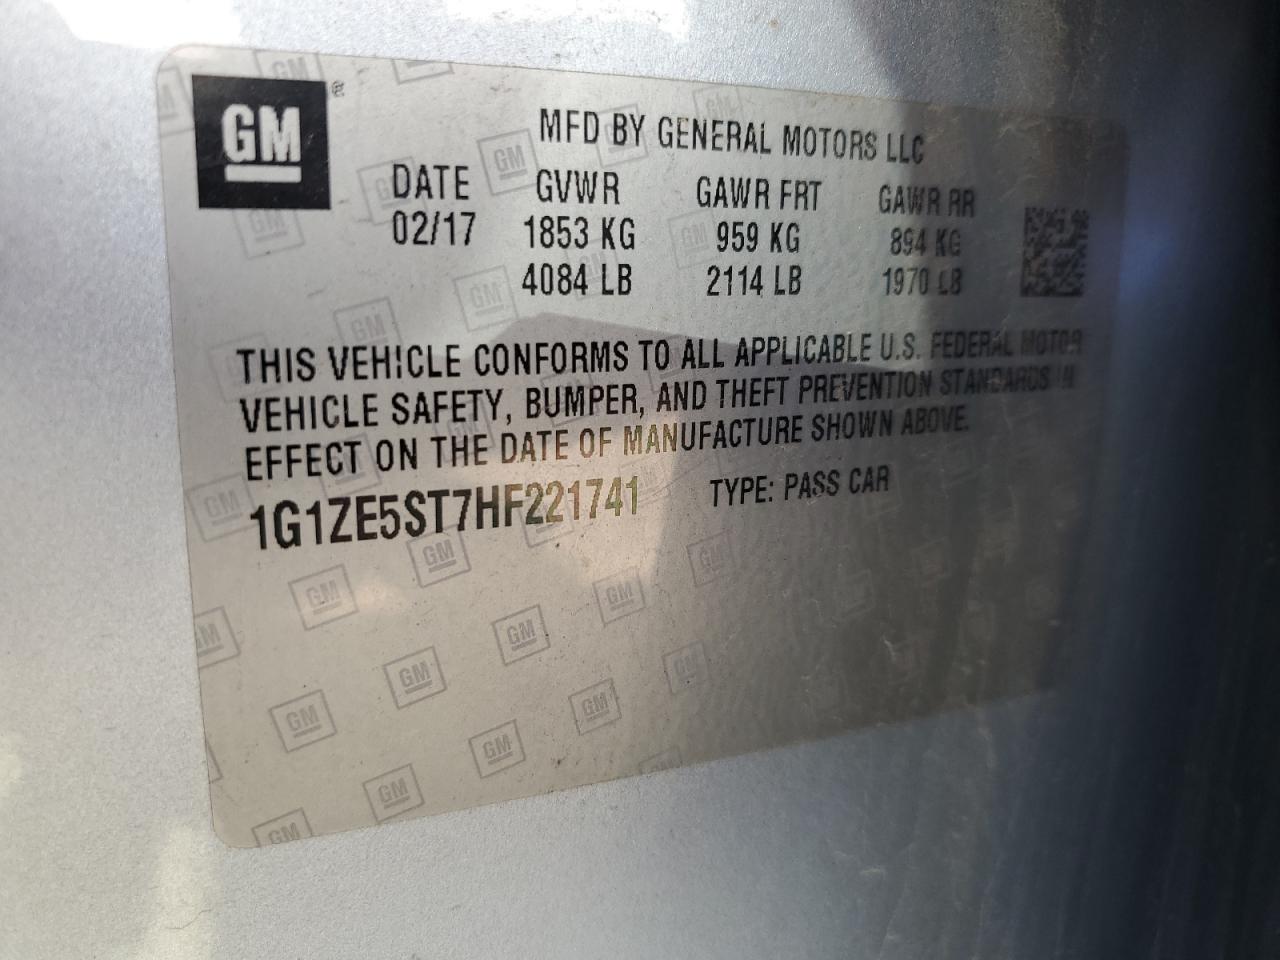 GM ®
MFD BY GENERAL MOTORS LLC
DATE GVWR GAWR FRT GAWR RR
02/17 1853 KG 959 KG 894 KG
4084 LB 2114 LB 1970 LB
THIS VEHICLE CONFORMS TO ALL APPLICABLE U.S. FEDERAL MOTOR
VEHICLE SAFETY, BUMPER, AND THEFT PREVENTION STANDARDS IN
EFFECT ON THE DATE OF MANUFACTURE SHOWN ABOVE.
1G1ZE5ST7HF221741 TYPE: PASS CAR